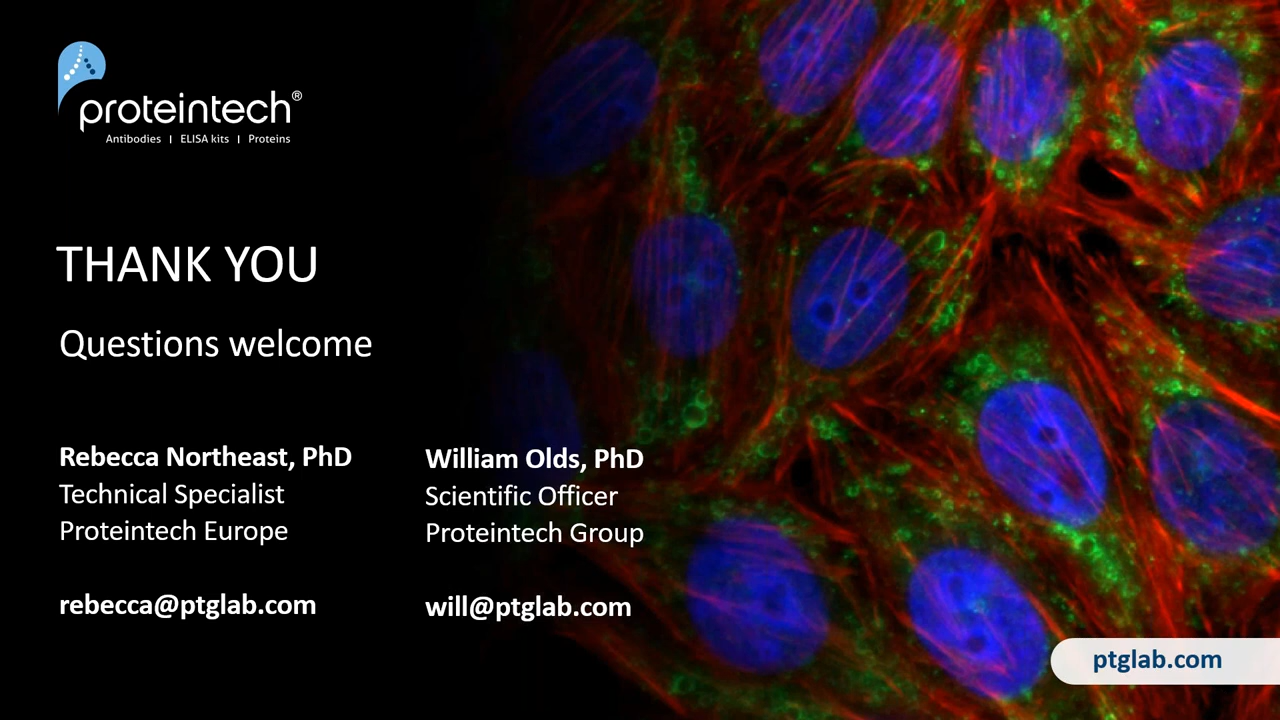 proteintech®
Antibodies | ELISA kits | Proteins
THANK YOU
Questions welcome
Rebecca Northeast, PhD
Technical Specialist
Proteintech Europe
rebecca@ptglab.com
William Olds, PhD
Scientific Officer
Proteintech Group
will@ptglab.com
ptglab.com